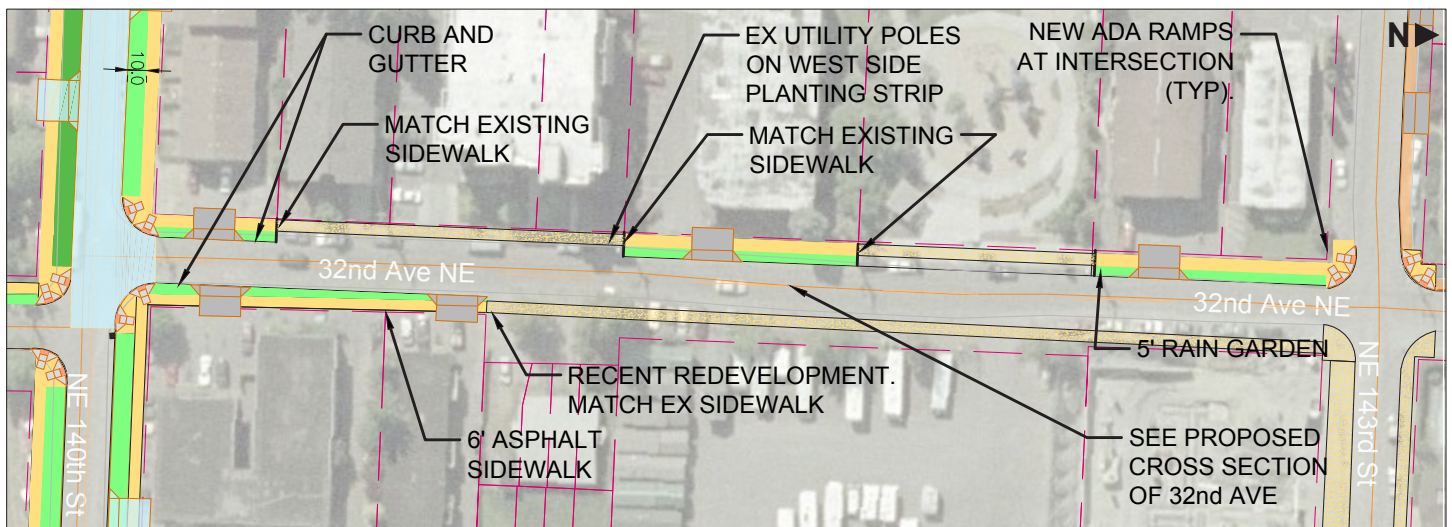 CURB AND
GUTTER
EX UTILITY POLES
ON WEST SIDE
PLANTING STRIP
NEW ADA RAMPS
AT INTERSECTION
(TYP).
N
10.0
MATCH EXISTING
SIDEWALK
MATCH EXISTING
SIDEWALK
32nd Ave NE
32nd Ave NE
5' RAIN GARDEN
RECENT REDEVELOPMENT.
MATCH EX SIDEWALK
6' ASPHALT
SIDEWALK
SEE PROPOSED
CROSS SECTION
OF 32nd AVE
NE 140th St
NE 143rd St